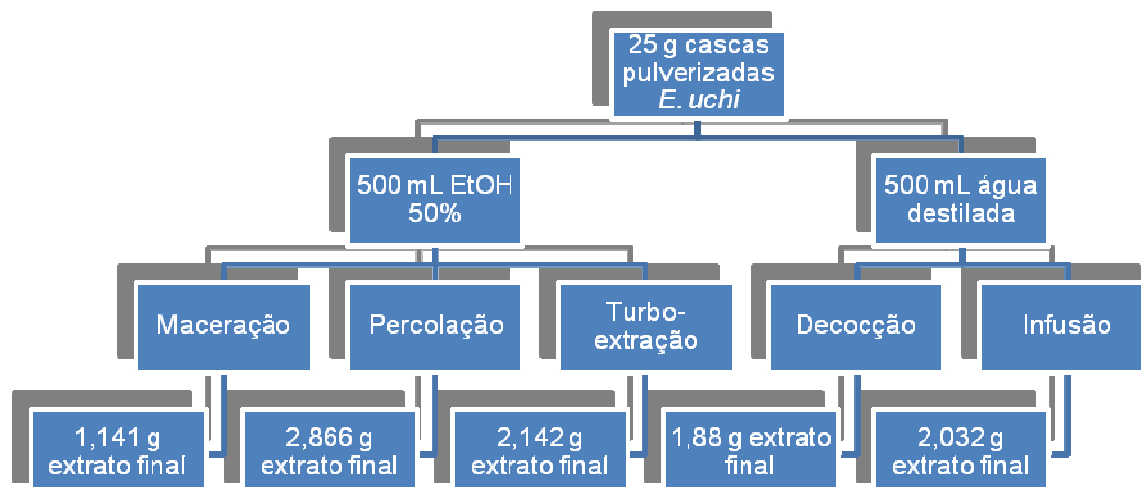 25 g cascas
pulverizadas
E. uchi
500 mL EtOH
50%
500 mL água
destilada
Maceração
Percolação
Turbo-
extração
Decocção
Infusão
1,141 g
extrato final
2,866 g
extrato final
2,142 g
extrato final
1,88 g extrato
final
2,032 g
extrato final